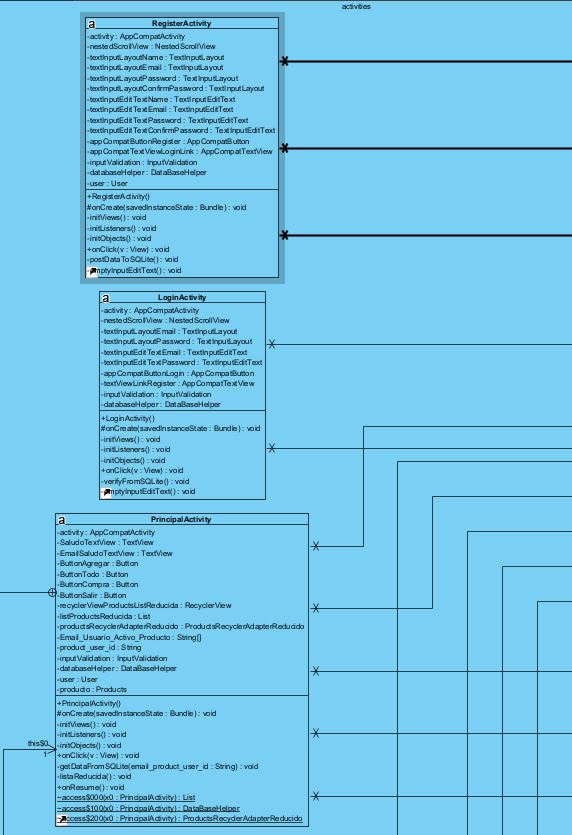 activities
a
RegisterActivity
-activity : AppCompatActivity
-nestedScrollView : NestedScrollView
-textInputLayoutName : TextInputLayout
-textInputLayoutEmail : TextInputLayout
-textInputLayoutPassword : TextInputLayout
-textInputLayoutConfirmPassword : TextInputLayout
-textInputEditTextName : TextInputEditText
-textInputEditTextEmail : TextInputEditText
-textInputEditTextPassword : TextInputEditText
-textInputEditTextConfirmPassword : TextInputEditText
-appCompatButtonRegister : AppCompatButton
-appCompatTextViewLoginLink : AppCompatTextView
-inputValidation : InputValidation
-databaseHelper : DataBaseHelper
-user : User
+RegisterActivity()
#onCreate(savedInstanceState : Bundle) : void
-initViews() : void
-initListeners() : void
-initObjects() : void
+onClick(v : View) : void
-postDataToSQLite() : void
-emptyInputEditText() : void
a
LoginActivity
-activity : AppCompatActivity
-nestedScrollView : NestedScrollView
-textInputLayoutEmail : TextInputLayout
-textInputLayoutPassword : TextInputLayout
-textInputEditTextEmail : TextInputEditText
-textInputEditTextPassword : TextInputEditText
-appCompatButtonLogin : AppCompatButton
-textViewLinkRegister : AppCompatTextView
-inputValidation : InputValidation
-databaseHelper : DataBaseHelper
+LoginActivity()
#onCreate(savedInstanceState : Bundle) : void
-initViews() : void
-initListeners() : void
-initObjects() : void
+onClick(v : View) : void
-verifyFromSQLite() : void
-emptyInputEditText() : void
a
PrincipalActivity
-activity : AppCompatActivity
-SaludoTextView : TextView
-EmailSaludoTextView : TextView
-ButtonAgregar : Button
-ButtonTodo : Button
-ButtonCompra : Button
-ButtonSalir : Button
-recyclerViewProductsListReducida : RecyclerView
-listProductsReducida : List
-productsRecyclerAdapterReducido : ProductsRecyclerAdapterReducido
-Email_Usuario_Activo_Producto : String[]
-product_user_id : String
-inputValidation : InputValidation
-databaseHelper : DataBaseHelper
-user : User
-producto : Products
+PrincipalActivity()
#onCreate(savedInstanceState : Bundle) : void
-initViews() : void
-initListeners() : void
this$0
-initObjects() : void
1
+onClick(v : View) : void
-getDataFromSQLite(email_product_user_id : String) : void
-listaReducida() : void
+onResume() : void
~access$000(x0 : PrincipalActivity) : List
~access$100(x0 : PrincipalActivity) : DataBaseHelper
~access$200(x0 : PrincipalActivity) : ProductsRecyclerAdapterReducido